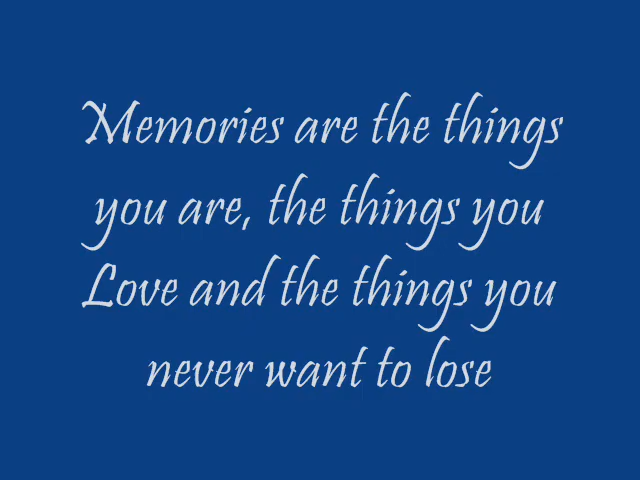 Memories are the things
you are, the things you
Love and the things you
never want to lose